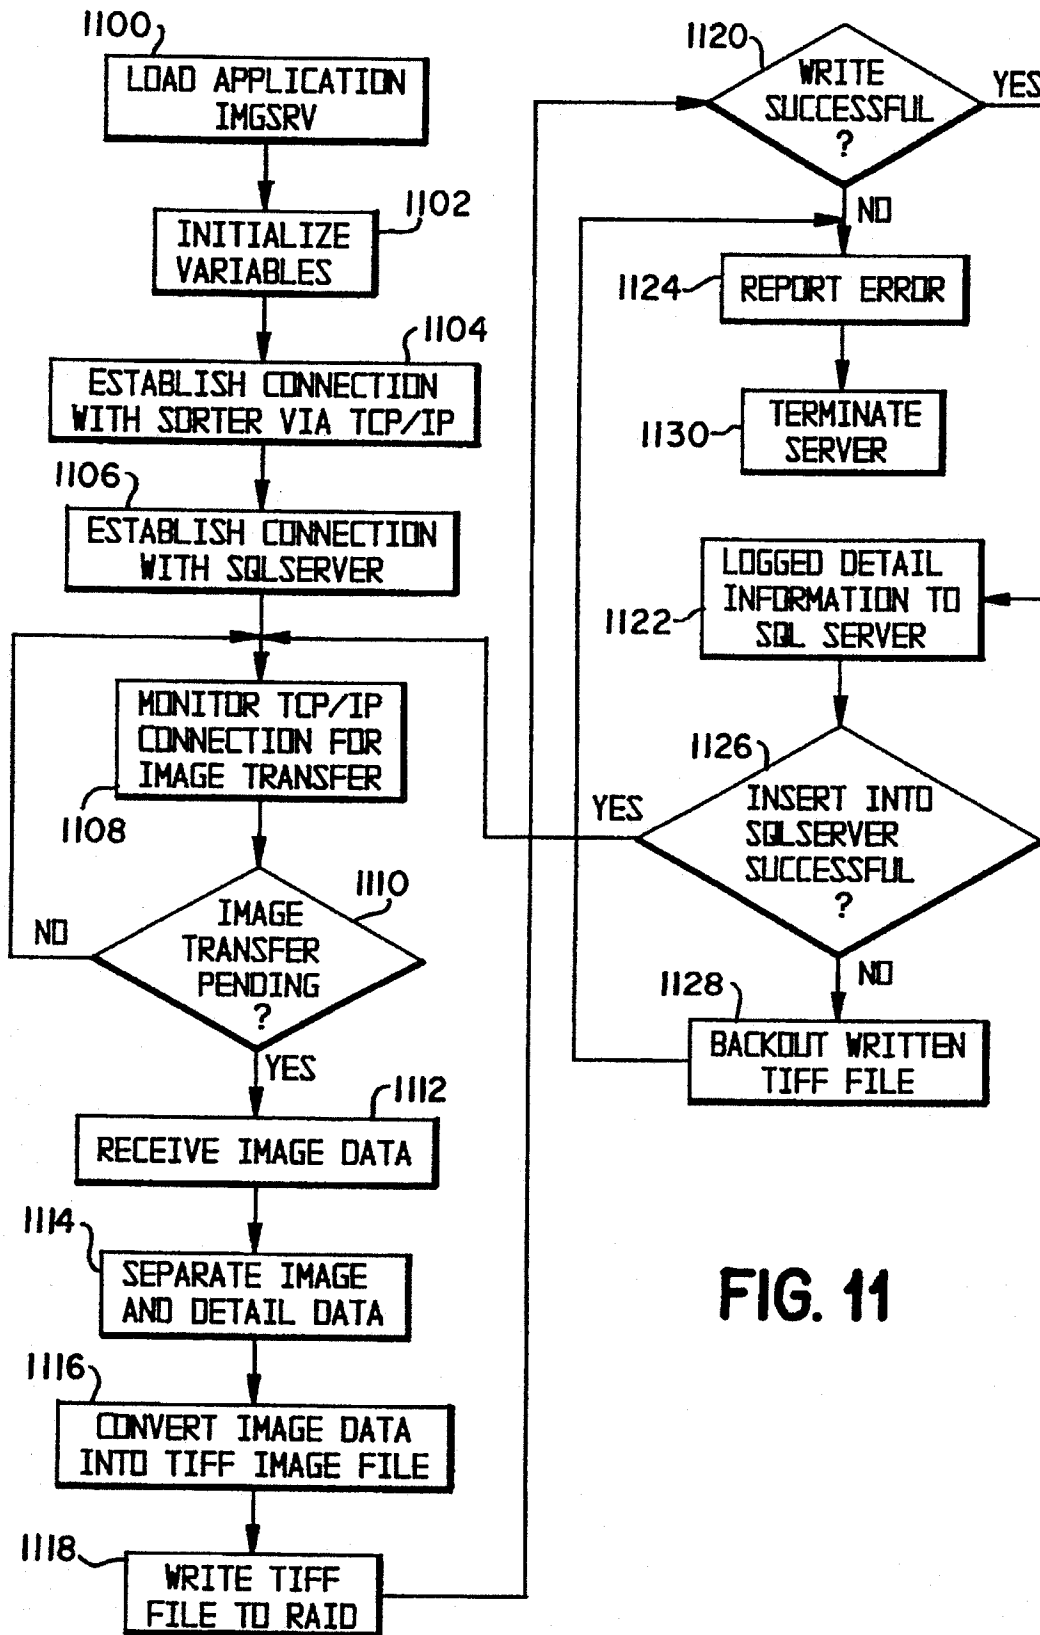 1100
LOAD APPLICATION
IMGSRV
1102
INITIALIZE
VARIABLES
1104
ESTABLISH CONNECTION
WITH SORTER VIA TCP/IP
1106
ESTABLISH CONNECTION
WITH SQLSERVER
MONITOR TCP/IP
CONNECTION FOR
IMAGE TRANSFER
1108
1110
IMAGE
TRANSFER
PENDING
?
NO
YES
1112
RECEIVE IMAGE DATA
1114
SEPARATE IMAGE
AND DETAIL DATA
1116
CONVERT IMAGE DATA
INTO TIFF IMAGE FILE
1118
WRITE TIFF
FILE TO RAID
1120
WRITE
SUCCESSFUL
?
YES
NO
1124
REPORT ERROR
1130
TERMINATE
SERVER
LOGGED DETAIL
INFORMATION TO
SQL SERVER
1122
1126
INSERT INTO
SQLSERVER
SUCCESSFUL
?
YES
NO
1128
BACKOUT WRITTEN
TIFF FILE
FIG. 11